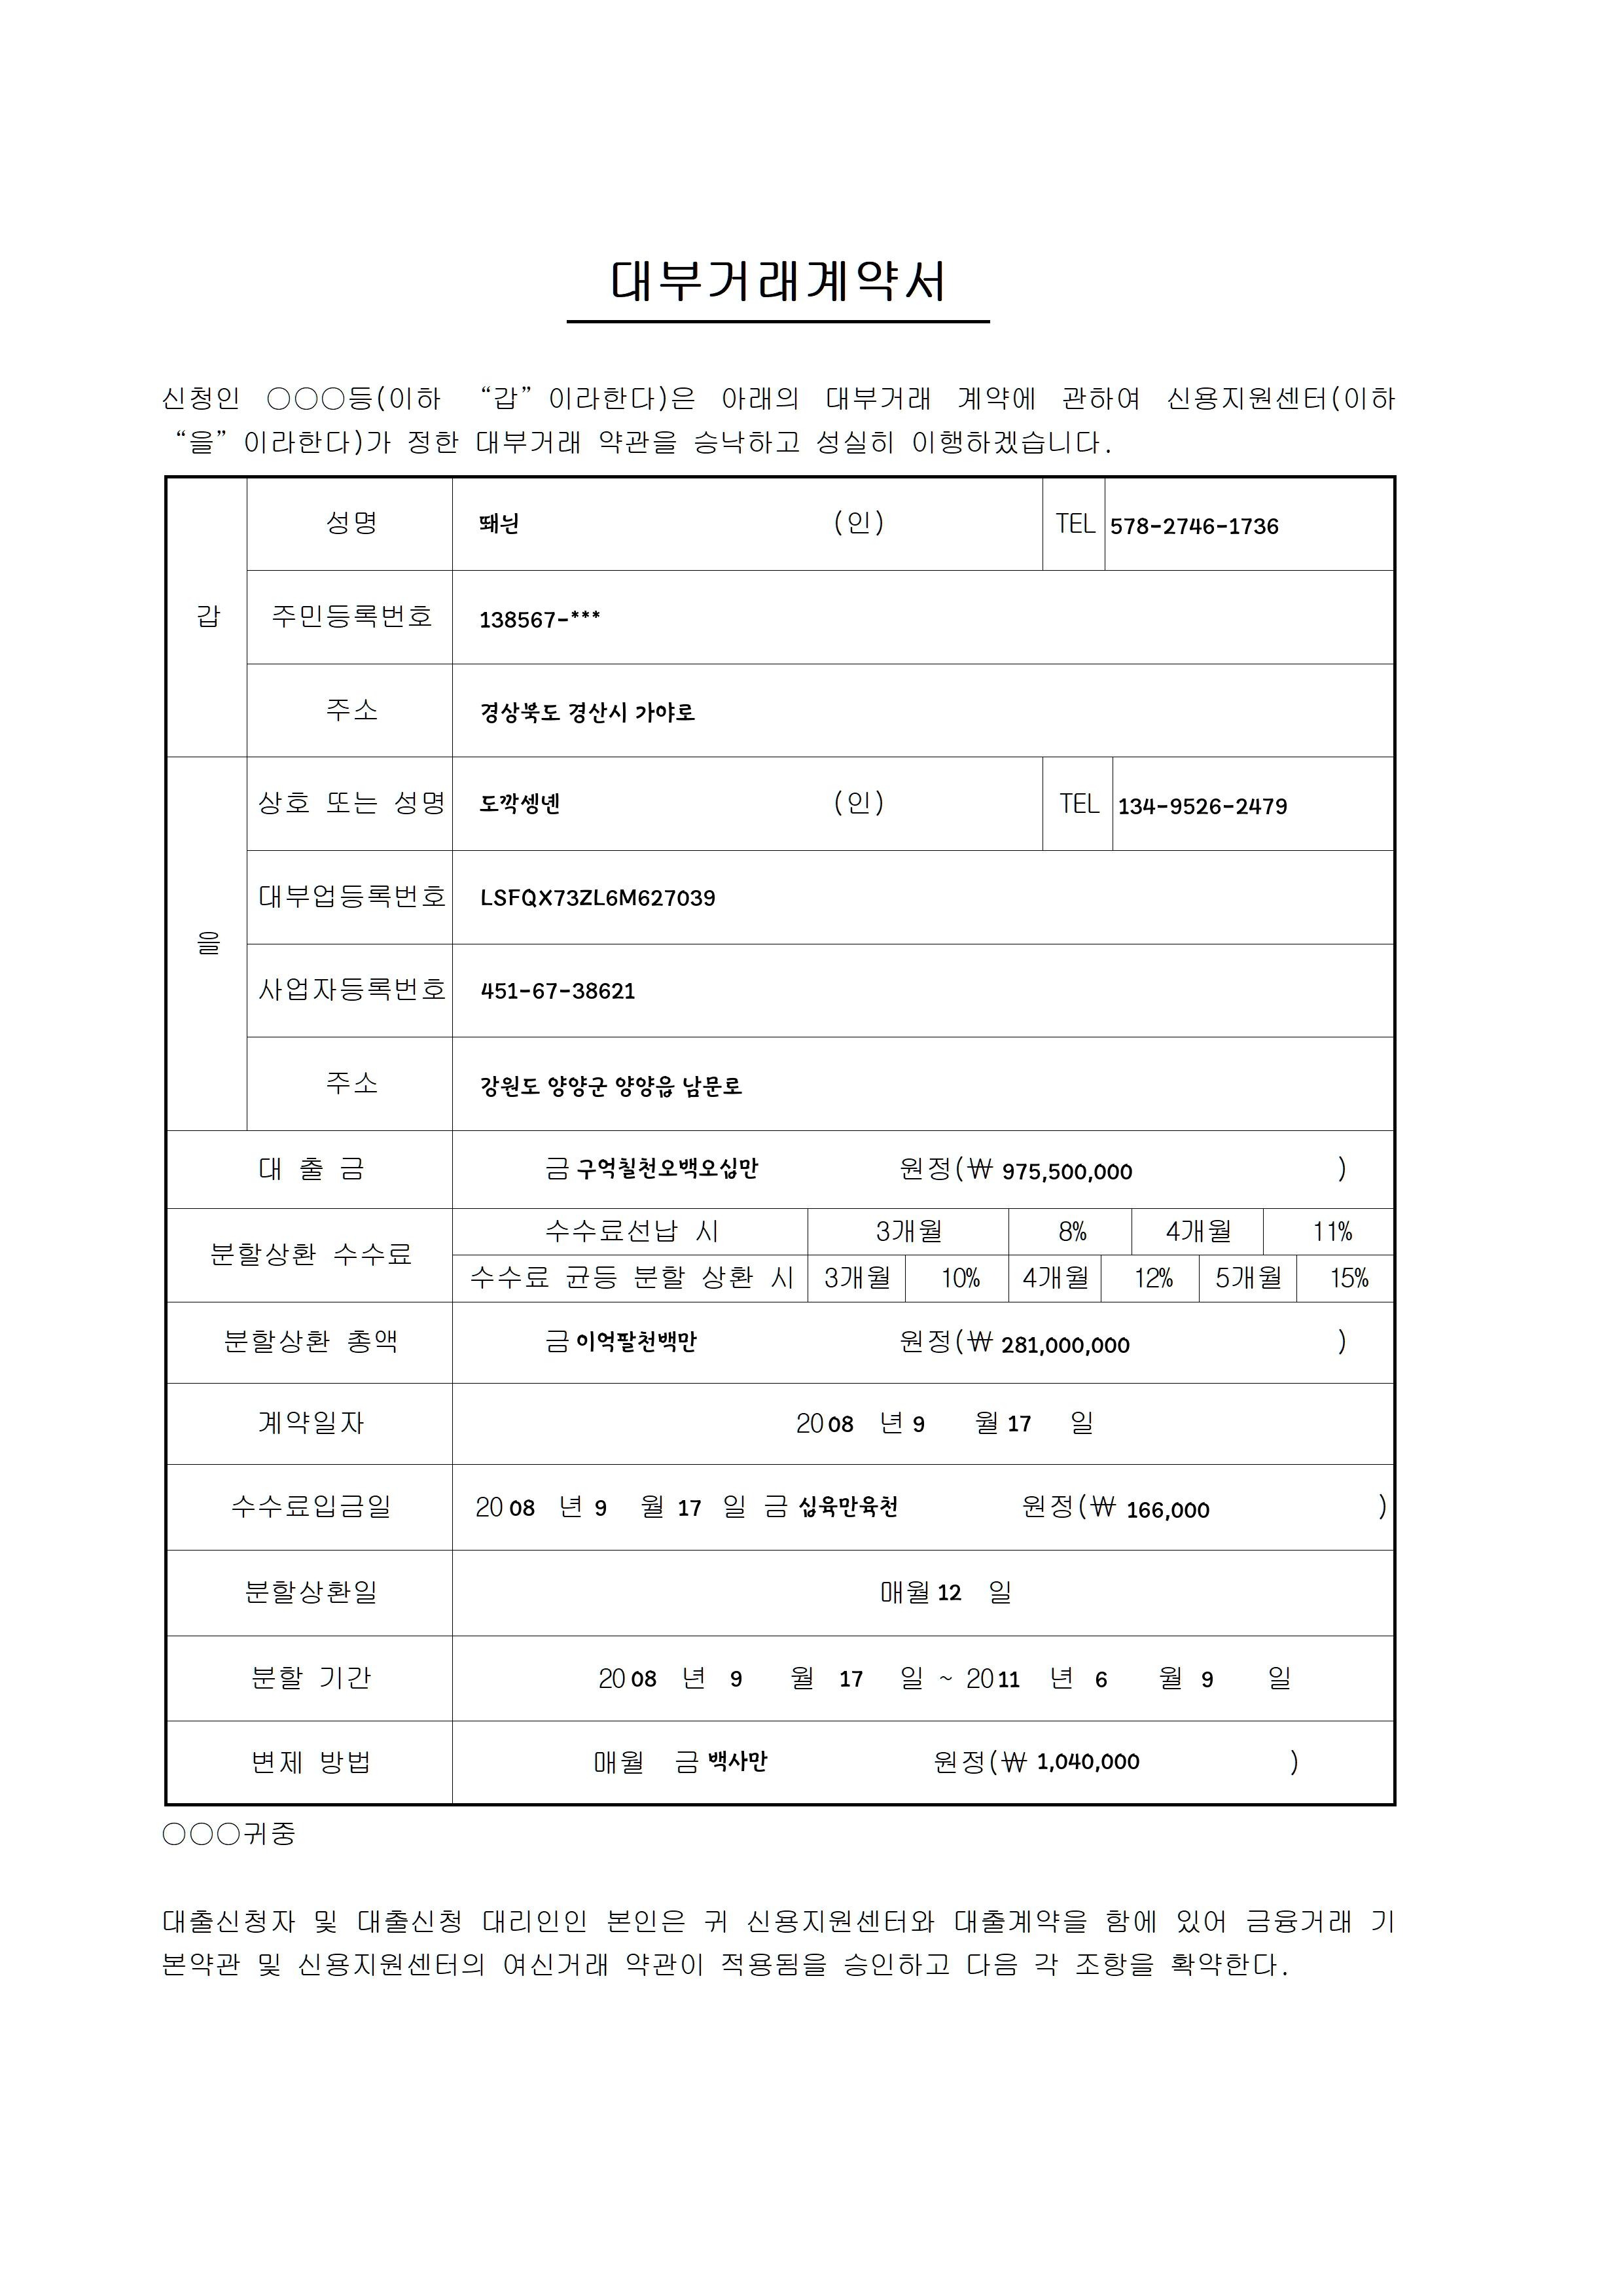 대부거래계약서
신청인 ○○○등(이하 “갑”이라한다)은 아래의 대부거래 계약에 관하여 신용지원센터(이하
“을”이라한다)가 정한 대부거래 약관을 승낙하고 성실히 이행하겠습니다.
갑
성명 뙈닌 (인) TEL 578-2746-1736
주민등록번호 138567-***
주소 경상북도 경산시 가야로
을
상호 또는 성명 도깍셍녠 (인) TEL 134-9526-2479
대부업등록번호 LSFQX73ZL6M627039
사업자등록번호 451-67-38621
주소 강원도 양양군 양양읍 남문로
대 출 금 금 구억칠천오백오십만 원정(₩ 975,500,000 )
분할상환 수수료
수수료선납 시 3개월 8% 4개월 11%
수수료 균등 분할 상환 시 3개월 10% 4개월 12% 5개월 15%
분할상환 총액 금 이억팔천백만 원정(₩ 281,000,000 )
계약일자 2008 년 9 월 17 일
수수료입금일 2008 년 9 월 17 일 금 십육만육천 원정(₩ 166,000 )
분할상환일 매월 12 일
분할 기간 2008 년 9 월 17 일 ~ 2011 년 6 월 9 일
변제 방법 매월 금 백사만 원정(₩ 1,040,000 )
○○○귀중
대출신청자 및 대출신청 대리인인 본인은 귀 신용지원센터와 대출계약을 함에 있어 금융거래 기
본약관 및 신용지원센터의 여신거래 약관이 적용됨을 승인하고 다음 각 조항을 확약한다.